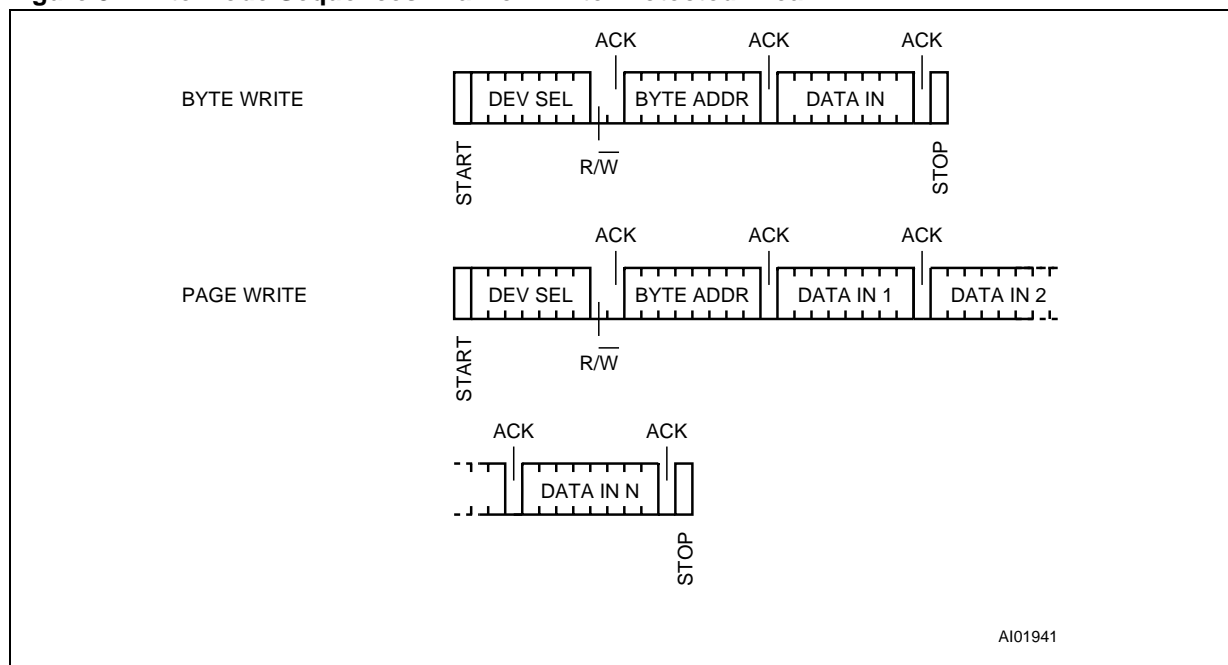 ACK ACK ACK
BYTE WRITE DEV SEL BYTE ADDR DATA IN
START R/W̅ STOP
ACK ACK ACK
PAGE WRITE DEV SEL BYTE ADDR DATA IN 1 DATA IN 2
START R/W̅
ACK ACK
DATA IN N
STOP
AI01941